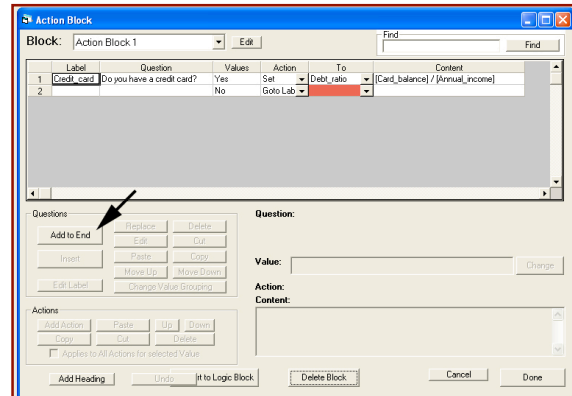 Action Block
Block: Action Block 1 Edit Find Find
Label Question Values Action To Content
1 Credit_card Do you have a credit card? Yes Set Debt_ratio [Card_balance] / [Annual_income]
2 No Goto Lab
Questions
Add to End Replace Delete
Edit Cut
Insert Paste Copy
Move Up Move Down
Edit Label Change Value Grouping
Question:
Value: Change
Action:
Content:
Actions
Add Action Paste Up Down
Copy Cut Delete
Applies to All Actions for selected Value
Add Heading Undo it to Logic Block Delete Block Cancel Done